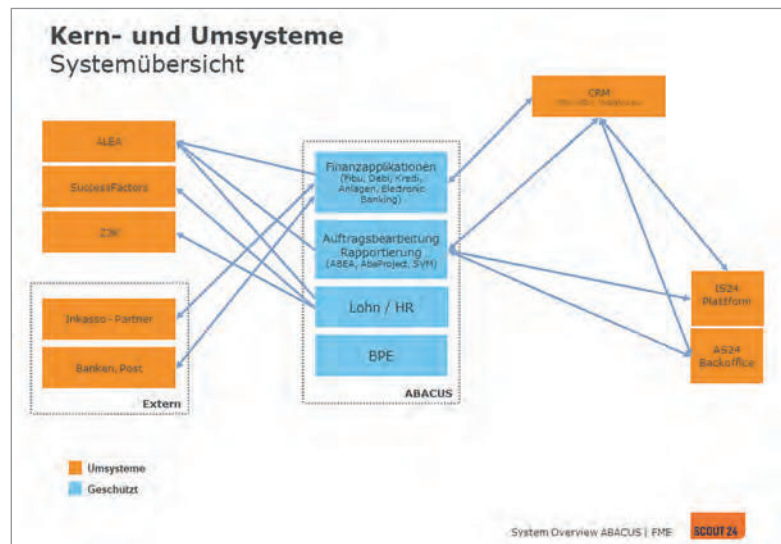 Kern- und Umsysteme
Systemübersicht
CRM
ALEA
SuccessFactors
Finanzapplikationen
(Fibu, Debi, Kredi,
Anlagen, Electronic
Banking)
Auftragsbearbeitung
Rapportierung
(ABEA, AbaProject, SVM)
Lohn / HR
BPE
ABACUS
Inkasso - Partner
Banken, Post
Extern
IS24
Plattform
AS24
Backoffice
Umsysteme
Geschützt
System Overview ABACUS | FME
SCOUT24